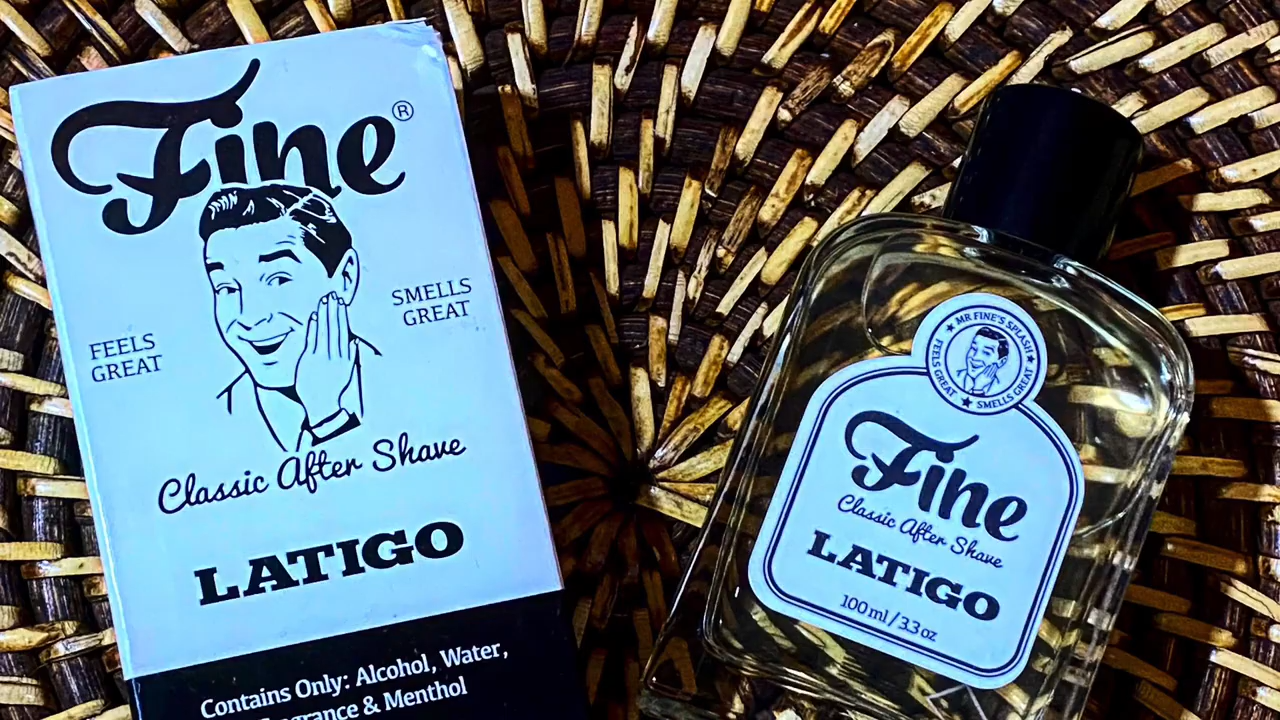 Fine®
FEELS
GREAT
SMELLS
GREAT
Classic After Shave
LATIGO
Contains Only: Alcohol, Water,
Fragrance & Menthol
MR FINE'S SPLASH
FEELS GREAT ★ SMELLS GREAT
Fine
Classic After Shave
LATIGO
100 ml / 3.3 oz